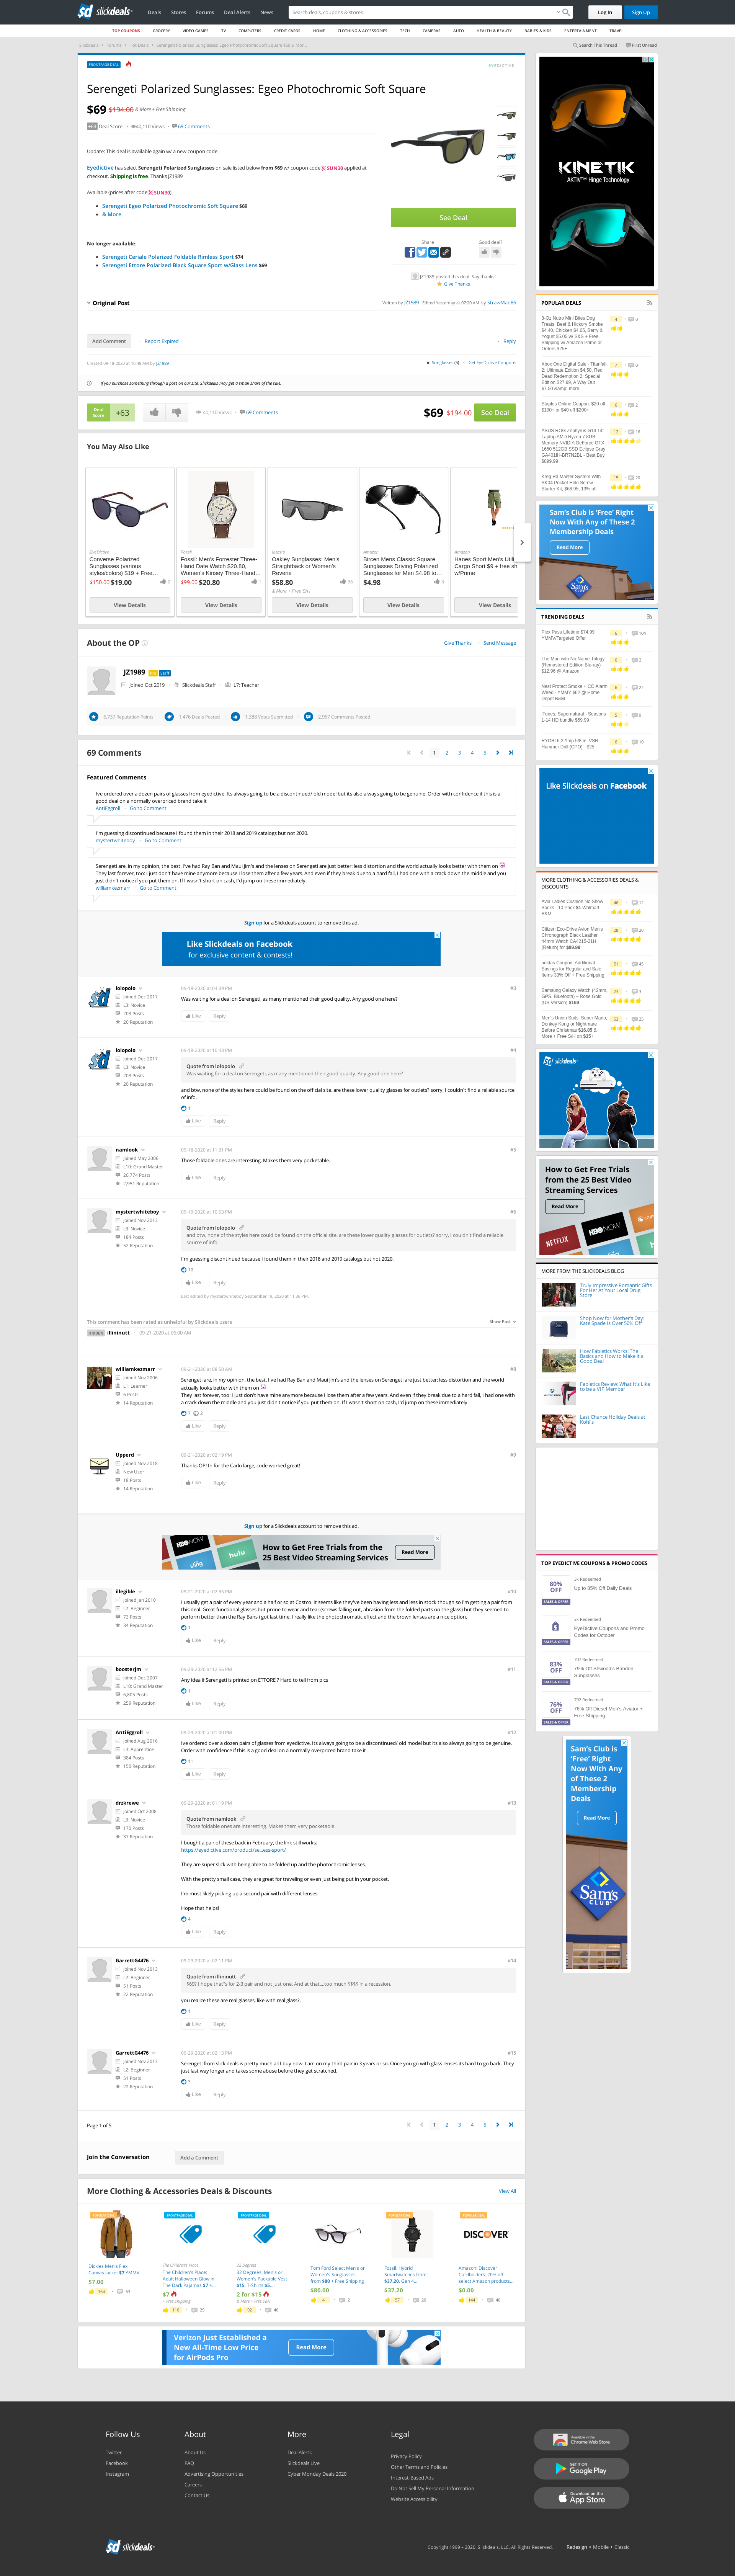 slickdeals
Deals Stores Forums Deal Alerts News
Search deals, coupons & stores
Log In Sign Up
TOP COUPONS GROCERY VIDEO GAMES TV COMPUTERS CREDIT CARDS HOME CLOTHING & ACCESSORIES TECH CAMERAS AUTO HEALTH & BEAUTY BABIES & KIDS ENTERTAINMENT TRAVEL
Search This Thread First Unread
FRONTPAGE DEAL
EYEDICTIVE
Serengeti Polarized Sunglasses: Egeo Photochromic Soft Square
$69 $194.00 & More + Free Shipping
+63 Deal Score 40,110 Views 69 Comments
Update: This deal is available again w/ a new coupon code.
Eyedictive has select Serengeti Polarized Sunglasses on sale listed below from $69 w/ coupon code SUN30 applied at
checkout. Shipping is free. Thanks JZ1989
Available (prices after code SUN30)
Serengeti Egeo Polarized Photochromic Soft Square $69
& More
No longer available:
Serengeti Ceriale Polarized Foldable Rimless Sport $74
Serengeti Ettore Polarized Black Square Sport w/Glass Lens $69
See Deal
Share Good deal?
JZ1989 posted this deal. Say thanks!
Give Thanks
Original Post
Written by JZ1989 Edited Yesterday at 07:20 AM by StrawMan86
Add Comment Report Expired Reply
Created 09-18-2020 at 10:46 AM by JZ1989
in Sunglasses (5) Get EyeDictive Coupons
If you purchase something through a post on our site, Slickdeals may get a small share of the sale.
Deal Score +63
40,110 Views 69 Comments
$69 $194.00 See Deal
You May Also Like
EyeDictive
Converse Polarized
Sunglasses (various
styles/colors) $19 + Free...
$150.00 $19.00
View Details
Fossil
Fossil: Men's Forrester Three-
Hand Date Watch $20.80,
Women's Kinsey Three-Hand...
$99.00 $20.80
View Details
Macy's
Oakley Sunglasses: Men's
Straightback or Women's
Reverie
$58.80
& More + Free S/H
View Details
Amazon
Bircen Mens Classic Square
Sunglasses Driving Polarized
Sunglasses for Men $4.98 to...
$4.98
View Details
Amazon
Hanes Sport Men's Utili
Cargo Short $9 + free sh
w/Prime
View Details
About the OP
Give Thanks Send Message
JZ1989 Staff
Joined Oct 2019 Slickdeals Staff L7: Teacher
6,737 Reputation Points 1,476 Deals Posted 1,388 Votes Submitted 2,567 Comments Posted
69 Comments
1 2 3 4 5
Featured Comments
Ive ordered over a dozen pairs of glasses from eyedictive. Its always going to be a discontinued/ old model but its also always going to be genuine. Order with confidence if this is a
good deal on a normally overpriced brand take it
AntiEggroll Go to Comment
I'm guessing discontinued because I found them in their 2018 and 2019 catalogs but not 2020.
mystertwhiteboy Go to Comment
Serengeti are, in my opinion, the best. I've had Ray Ban and Maui Jim's and the lenses on Serengeti are just better: less distortion and the world actually looks better with them on
They last forever, too; I just don't have mine anymore because I lose them after a few years. And even if they break due to a hard fall, I had one with a crack down the middle and you
just didn't notice if you just them on. If I wasn't short on cash, I'd jump on these immediately.
williamkezmarr Go to Comment
Sign up for a Slickdeals account to remove this ad.
Like Slickdeals on Facebook
for exclusive content & contests!
lolopolo
Joined Dec 2017
L3: Novice
203 Posts
20 Reputation
09-18-2020 at 04:09 PM #3
Was waiting for a deal on Serengeti, as many mentioned their good quality. Any good one here?
Like Reply
lolopolo
Joined Dec 2017
L3: Novice
203 Posts
20 Reputation
09-18-2020 at 10:43 PM #4
Quote from lolopolo
Was waiting for a deal on Serengeti, as many mentioned their good quality. Any good one here?
and btw, none of the styles here could be found on the official site. are these lower quality glasses for outlets? sorry, I couldn't find a reliable source
of info.
1
Like Reply
namlook
Joined May 2006
L10: Grand Master
20,774 Posts
2,951 Reputation
09-18-2020 at 11:31 PM #5
Those foldable ones are interesting. Makes them very pocketable.
Like Reply
mystertwhiteboy
Joined Nov 2013
L3: Novice
184 Posts
52 Reputation
09-19-2020 at 10:53 PM #6
Quote from lolopolo
and btw, none of the styles here could be found on the official site. are these lower quality glasses for outlets? sorry, I couldn't find a reliable
source of info.
I'm guessing discontinued because I found them in their 2018 and 2019 catalogs but not 2020.
10
Like Reply
Last edited by mystertwhiteboy September 19, 2020 at 11:36 PM
This comment has been rated as unhelpful by Slickdeals users Show Post
illininutt 09-21-2020 at 06:00 AM
williamkezmarr
Joined Nov 2006
L1: Learner
6 Posts
14 Reputation
09-21-2020 at 08:50 AM #8
Serengeti are, in my opinion, the best. I've had Ray Ban and Maui Jim's and the lenses on Serengeti are just better: less distortion, and the world
actually looks better with them on
They last forever, too; I just don't have mine anymore because I lose them after a few years. And even if they break due to a hard fall, I had one with
a crack down the middle and you just didn't notice if you just them on. If I wasn't short on cash, I'd jump on these immediately.
7 2
Like Reply
Upperd
Joined Nov 2018
New User
18 Posts
14 Reputation
09-21-2020 at 02:19 PM #9
Thanks OP! In for the Carlo large, code worked great!
Like Reply
Sign up for a Slickdeals account to remove this ad.
How to Get Free Trials from the
25 Best Video Streaming Services
Read More
illegible
Joined Jan 2010
L2: Beginner
73 Posts
34 Reputation
09-21-2020 at 02:35 PM #10
I usually get a pair of every year and a half or so at Costco. It seems like they've been having less and less in stock though so i'm getting a pair from
this deal. Great functional glasses but prone to wear and tear (screws falling out, abrasion from the folded parts on the glass) but they seemed to
perform better than the Ray Bans i got last time. I really like the photochromatic effect and the brown lenses are a nice option.
1
Like Reply
boosterjm
Joined Dec 2007
L10: Grand Master
6,805 Posts
259 Reputation
09-29-2020 at 12:56 PM #11
Any idea if Serengeti is printed on ETTORE ? Hard to tell from pics
1
Like Reply
AntiEggroll
Joined Aug 2016
L4: Apprentice
384 Posts
150 Reputation
09-29-2020 at 01:00 PM #12
Ive ordered over a dozen pairs of glasses from eyedictive. Its always going to be a discontinued/ old model but its also always going to be genuine.
Order with confidence if this is a good deal on a normally overpriced brand take it
11
Like Reply
drzkrewe
Joined Oct 2008
L3: Novice
170 Posts
37 Reputation
09-29-2020 at 01:19 PM #13
Quote from namlook
Those foldable ones are interesting. Makes them very pocketable.
I bought a pair of these back in February, the link still works;
https://eyedictive.com/product/se...ess-sport/
They are super slick with being able to be folded up and the photochromic lenses.
With the pretty small case, they are great for traveling or even just being put in your pocket.
I'm most likely picking up a second pair with different lenses.
Hope that helps!
4
Like Reply
GarrettG4476
Joined Nov 2013
L2: Beginner
51 Posts
22 Reputation
09-29-2020 at 02:11 PM #14
Quote from illininutt
$69? I hope that''s for 2-3 pair and not just one. And at that....too much $$$$ in a recession.
you realize these are real glasses, like with real glass?.
1
Like Reply
GarrettG4476
Joined Nov 2013
L2: Beginner
51 Posts
22 Reputation
09-29-2020 at 02:13 PM #15
Serengeti from slick deals is pretty much all I buy now. I am on my third pair in 3 years or so. Once you go with glass lenses its hard to go back. They
just last way longer and takes some abuse before they get scratched.
3
Like Reply
Page 1 of 5
1 2 3 4 5
Join the Conversation Add a Comment
More Clothing & Accessories Deals & Discounts View All
Dickies Men's Flex
Canvas Jacket $7 YMMV
$7.00
The Children's Place
The Children's Place:
Adult Halloween Glow In
The Dark Pajamas $7 +...
$7
+ Free Shipping
32 Degrees
32 Degrees: Men's or
Women's Packable Vest
$15, T-Shirts $5...
2 for $15
Tom Ford Select Men's or
Women's Sunglasses
from $80 + Free Shipping
$80.00
Fossil: Hybrid
Smartwatches from
$37.20, Gen 4...
$37.20
DISCOVER
Amazon: Discover
Cardholders: 20% off
select Amazon products...
$0.00
Verizon Just Established a
New All-Time Low Price
for AirPods Pro
Read More
KINETIK
AKTIV™ Hinge Technology
POPULAR DEALS
8-Oz Nutro Mini Bites Dog
Treats: Beef & Hickory Smoke
$4.40, Chicken $4.65, Berry &
Yogurt $5.05 w/ S&S + Free
Shipping w/ Amazon Prime or
Orders $25+
Xbox One Digital Sale - Titanfall
2: Ultimate Edition $4.50, Red
Dead Redemption 2: Special
Edition $27.99, A Way Out
$7.50 &amp; more
Staples Online Coupon: $20 off
$100+ or $40 off $200+
ASUS ROG Zephyrus G14 14"
Laptop AMD Ryzen 7 8GB
Memory NVIDIA GeForce GTX
1650 512GB SSD Eclipse Gray
GA401IH-BR7N2BL - Best Buy
$899.99
Kreg R3 Master System With
SK04 Pocket Hole Screw
Starter Kit, $68.85, 13% off
Sam's Club is 'Free' Right
Now With Any of These 2
Membership Deals
Read More
TRENDING DEALS
Plex Pass Lifetime $74.99
YMMV/Targeted Offer
The Man with No Name Trilogy
(Remastered Edition Blu-ray)
$12.96 @ Amazon
Nest Protect Smoke + CO Alarm
Wired - YMMY $62 @ Home
Depot B&M
iTunes: Supernatural - Seasons
1-14 HD bundle $59.99
RYOBI 6.2 Amp 5/8 in. VSR
Hammer Drill (CPO) - $25
Like Slickdeals on Facebook
MORE CLOTHING & ACCESSORIES DEALS &
DISCOUNTS
Avia Ladies Cushion No Show
Socks - 10 Pack $1 Walmart
B&M
Citizen Eco-Drive Avion Men's
Chronograph Black Leather
44mm Watch CA4215-21H
(Refurb) for $89.99
adidas Coupon: Additional
Savings for Regular and Sale
Items 33% Off + Free Shipping
Samsung Galaxy Watch (42mm,
GPS, Bluetooth) – Rose Gold
(US Version) $169
Men's Union Suits: Super Mario,
Donkey Kong or Nightmare
Before Christmas $16.85 &
More + Free S/H on $35+
slickdeals
How to Get Free Trials
from the 25 Best Video
Streaming Services
Read More
NETFLIX HBO NOW
MORE FROM THE SLICKDEALS BLOG
Truly Impressive Romantic Gifts
For Her At Your Local Drug
Store
Shop Now for Mother's Day:
Kate Spade Is Over 50% Off
How Fabletics Works: The
Basics and How to Make it a
Good Deal
Fabletics Review: What It's Like
to be a VIP Member
Last-Chance Holiday Deals at
Kohl's
TOP EYEDICTIVE COUPONS & PROMO CODES
80% OFF
SALES & OFFER
3k Redeemed
Up to 85% Off Daily Deals
SALES & OFFER
2k Redeemed
EyeDictive Coupons and Promo
Codes for October
83% OFF
SALES & OFFER
707 Redeemed
79% Off Shwood's Bandon
Sunglasses
76% OFF
SALES & OFFER
792 Redeemed
76% Off Diesel Men's Aviator +
Free Shipping
Sam's Club is
'Free' Right
Now With Any
of These 2
Membership
Deals
Read More
Sam's
CLUB
Follow Us
Twitter
Facebook
Instagram
About
About Us
FAQ
Advertising Opportunities
Careers
Contact Us
More
Deal Alerts
Slickdeals Live
Cyber Monday Deals 2020
Legal
Privacy Policy
Other Terms and Policies
Interest-Based Ads
Do Not Sell My Personal Information
Website Accessibility
Available in the
Chrome Web Store
GET IT ON
Google Play
Download on the
App Store
slickdeals
Copyright 1999 – 2020. Slickdeals, LLC. All Rights Reserved. Redesign • Mobile • Classic